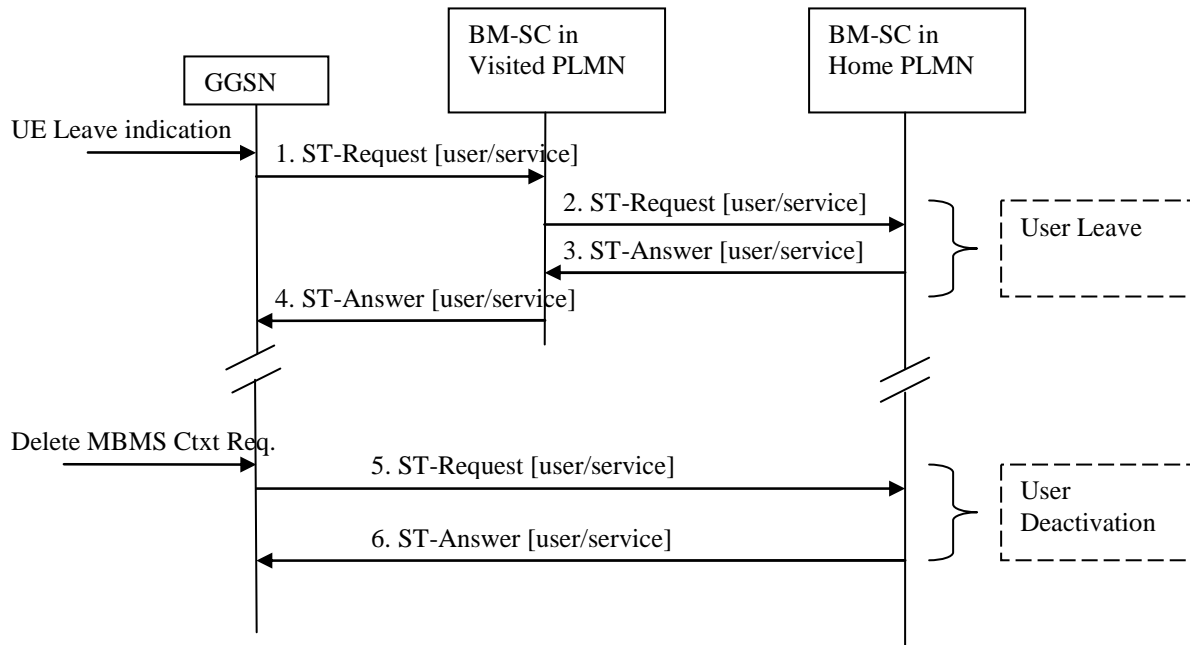 GGSN
BM-SC in
Visited PLMN
BM-SC in
Home PLMN
UE Leave indication
1. ST-Request [user/service]
2. ST-Request [user/service]
3. ST-Answer [user/service]
4. ST-Answer [user/service]
User Leave
Delete MBMS Ctxt Req.
5. ST-Request [user/service]
6. ST-Answer [user/service]
User
Deactivation